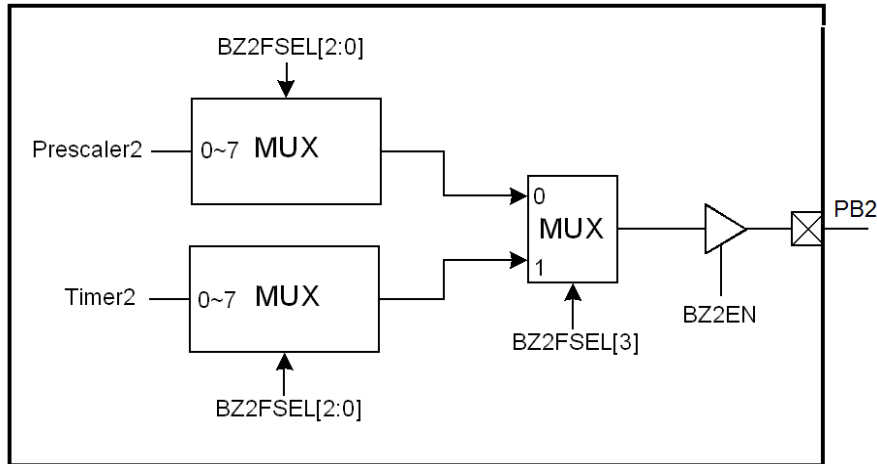 BZ2FSEL[2:0]
Prescaler2
0~7 MUX
0
MUX
1
PB2
Timer2
0~7 MUX
BZ2EN
BZ2FSEL[3]
BZ2FSEL[2:0]